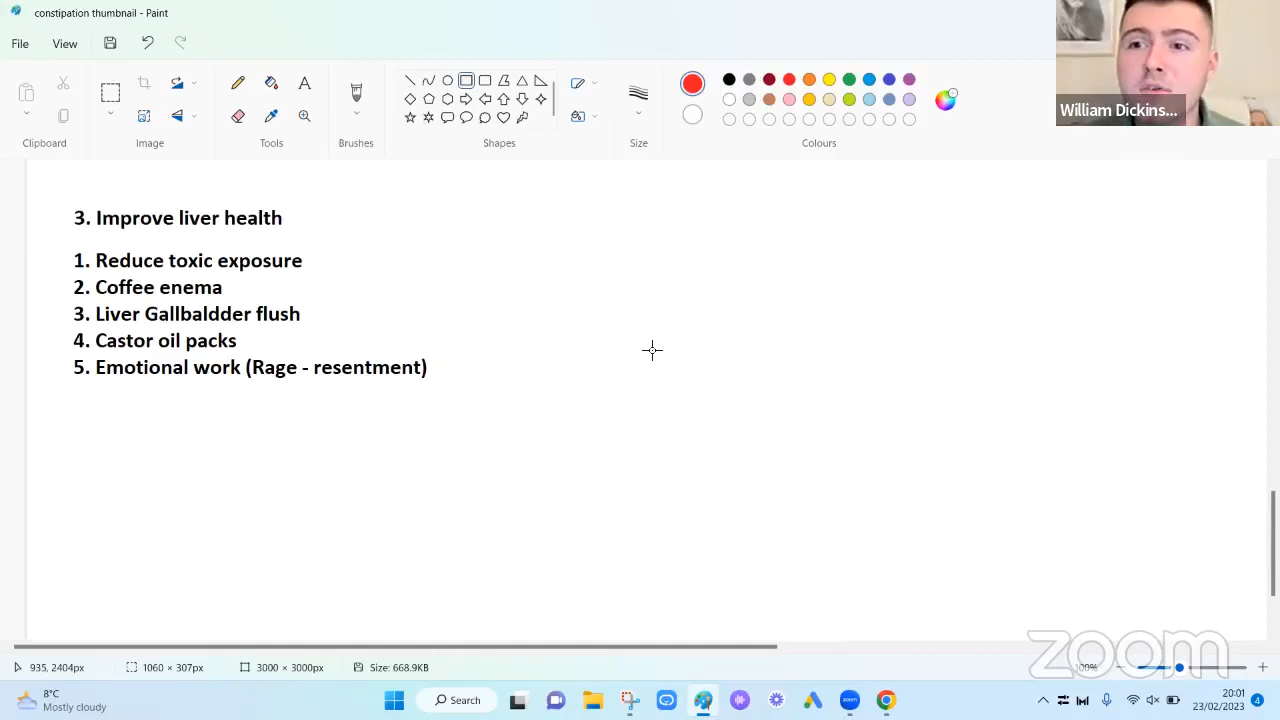 constipation thumbnail - Paint
File View
Clipboard Image Tools Brushes Shapes Size Colours
William Dickins...
3. Improve liver health
1. Reduce toxic exposure
2. Coffee enema
3. Liver Gallbaldder flush
4. Castor oil packs
5. Emotional work (Rage - resentment)
zoom
935, 2404px 1060 × 307px 3000 × 3000px Size: 668.9KB 100%
8°C
Mostly cloudy
Search
zoom
20:01
23/02/2023
4